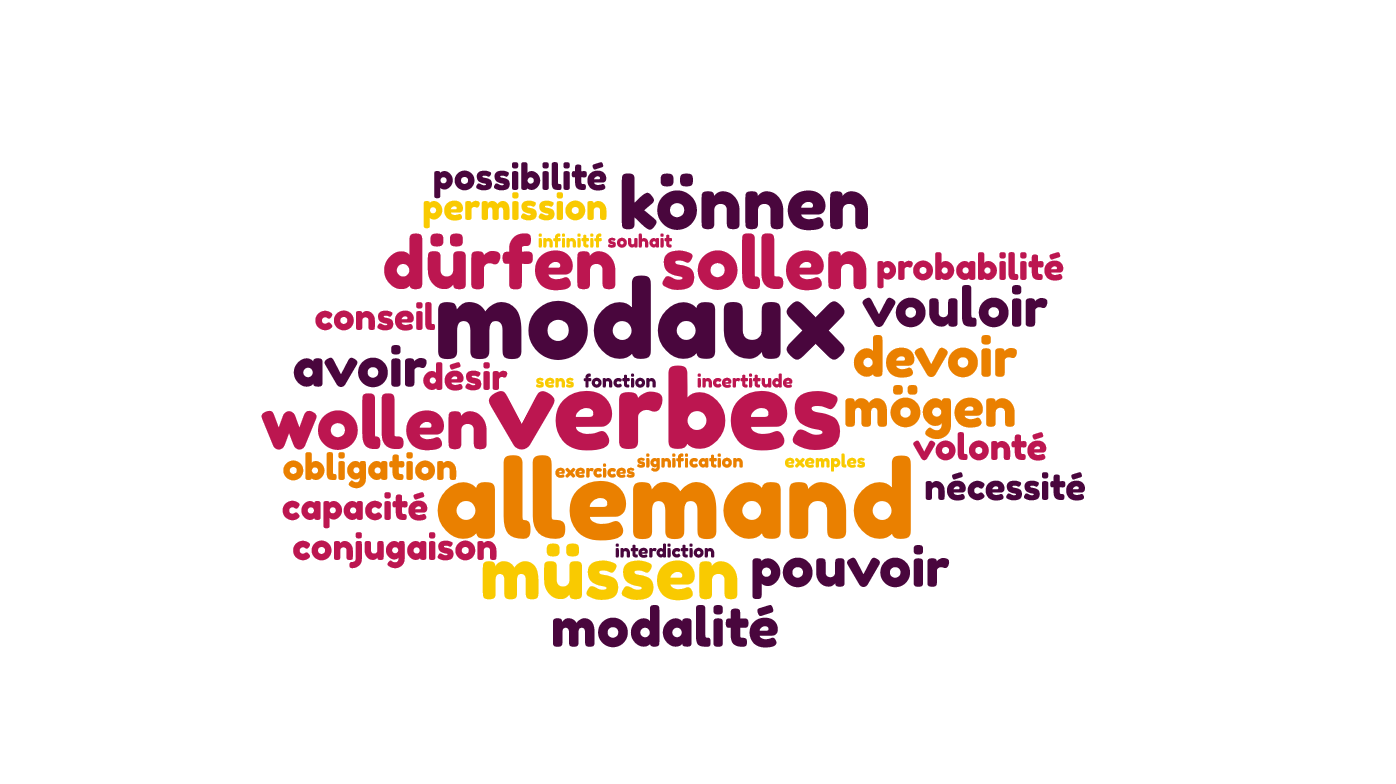 possibilité
können
permission
infinitif souhait
dürfen sollen probabilité
conseil modaux vouloir
avoir devoir
désir sens fonction incertitude
wollen verbes mögen
volonté
obligation exercices signification exemples
capacité allemand nécessité
conjugaison interdiction
müssen pouvoir
modalité